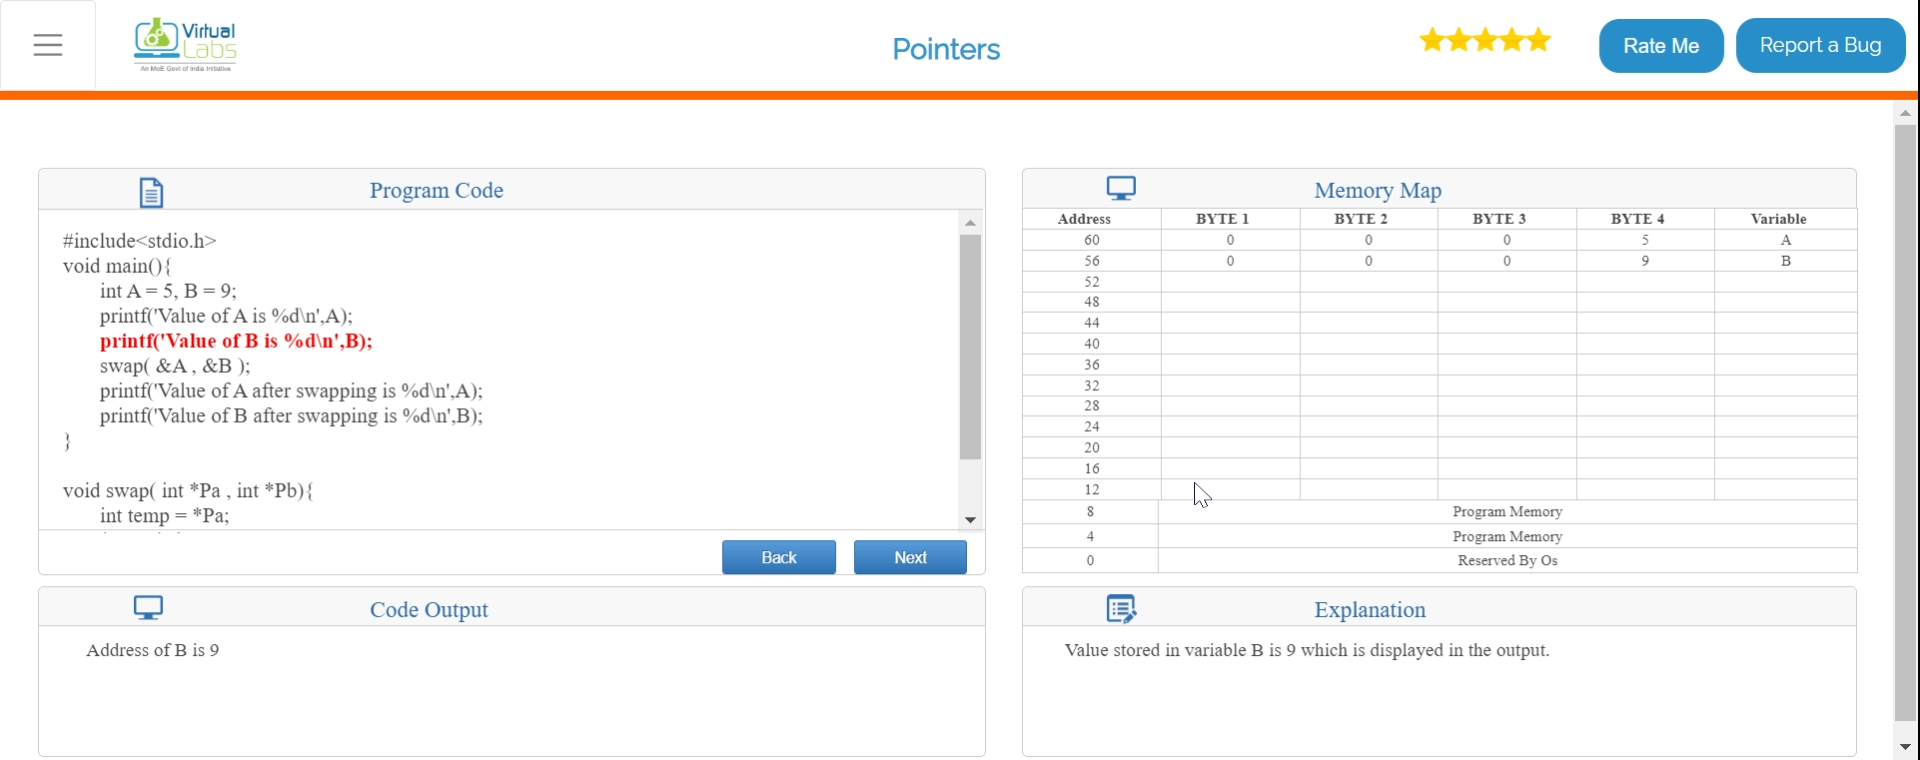 Virtual
Labs
An MoE Govt of India Initiative
Pointers
Rate Me
Report a Bug
Program Code
#include<stdio.h>
void main(){
int A = 5, B = 9;
printf('Value of A is %d\n',A);
printf('Value of B is %d\n',B);
swap( &A , &B );
printf('Value of A after swapping is %d\n',A);
printf('Value of B after swapping is %d\n',B);
}
void swap( int *Pa , int *Pb){
int temp = *Pa;
Back Next
Memory Map
Address BYTE 1 BYTE 2 BYTE 3 BYTE 4 Variable
60 0 0 0 5 A
56 0 0 0 9 B
52
48
44
40
36
32
28
24
20
16
12
8 Program Memory
4 Program Memory
0 Reserved By Os
Code Output
Address of B is 9
Explanation
Value stored in variable B is 9 which is displayed in the output.